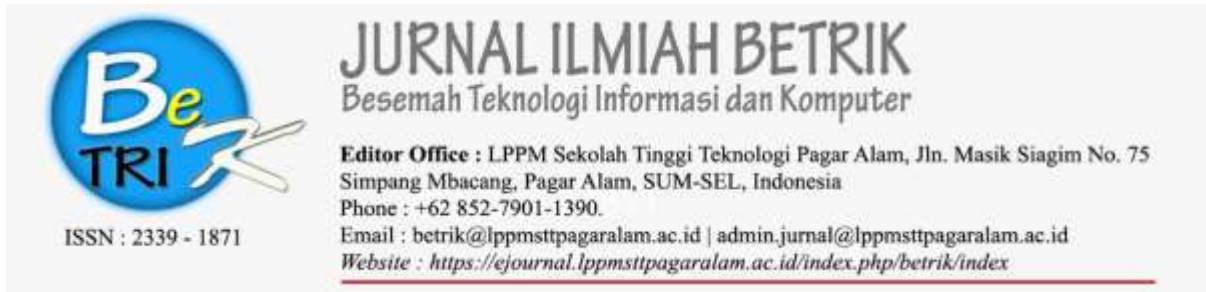 Be
TRI K
ISSN : 2339 - 1871
JURNAL ILMIAH BETRIK
Besemah Teknologi Informasi dan Komputer
Editor Office : LPPM Sekolah Tinggi Teknologi Pagar Alam, Jln. Masik Siagim No. 75
Simpang Mbacang, Pagar Alam, SUM-SEL, Indonesia
Phone : +62 852-7901-1390.
Email : betrik@lppmsttpagaralam.ac.id | admin.jurnal@lppmsttpagaralam.ac.id
Website : https://ejournal.lppmsttpagaralam.ac.id/index.php/betrik/index